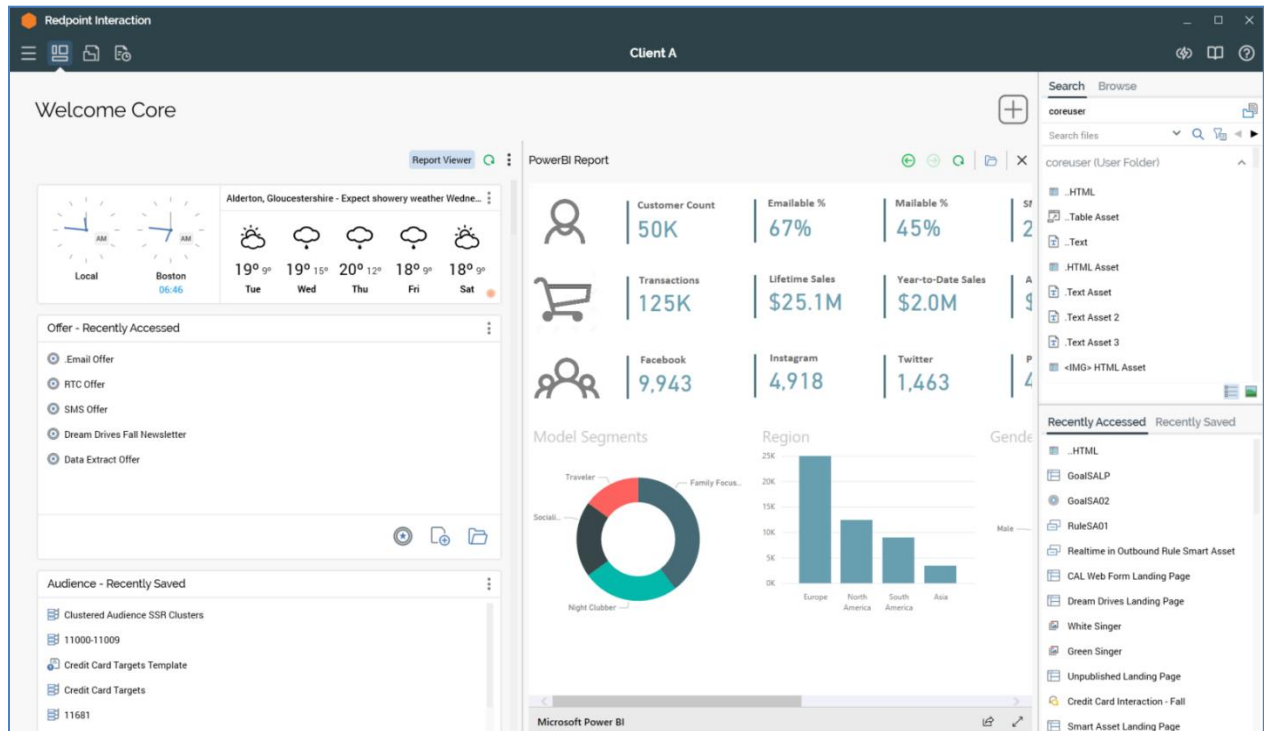 Redpoint Interaction
Client A
Welcome Core
Report Viewer
Alderton, Gloucestershire - Expect showery weather Wedne...
AM
AM
Local
Boston
06:46
19º 9º
19º 15º
20º 12º
18º 9º
18º 9º
Tue
Wed
Thu
Fri
Sat
Offer - Recently Accessed
.Email Offer
RTC Offer
SMS Offer
Dream Drives Fall Newsletter
Data Extract Offer
Audience - Recently Saved
Clustered Audience SSR Clusters
11000-11009
Credit Card Targets Template
Credit Card Targets
11681
PowerBI Report
Customer Count
50K
Emailable %
67%
Mailable %
45%
2
Transactions
125K
Lifetime Sales
$25.1M
Year-to-Date Sales
$2.0M
A
$
Facebook
9,943
Instagram
4,918
Twitter
1,463
P
4
Model Segments
Traveler
Family Focus..
Sociali...
Night Clubber
Region
25K
20K
15K
10K
5K
0K
Europe
North America
South America
Asia
Gende
Male
Microsoft Power BI
Search Browse
coreuser
Search files
coreuser (User Folder)
..HTML
..Table Asset
..Text
.HTML Asset
.Text Asset
.Text Asset 2
.Text Asset 3
<IMG> HTML Asset
Recently Accessed Recently Saved
..HTML
GoalSALP
GoalSA02
RuleSA01
Realtime in Outbound Rule Smart Asset
CAL Web Form Landing Page
Dream Drives Landing Page
White Singer
Green Singer
Unpublished Landing Page
Credit Card Interaction - Fall
Smart Asset Landing Page